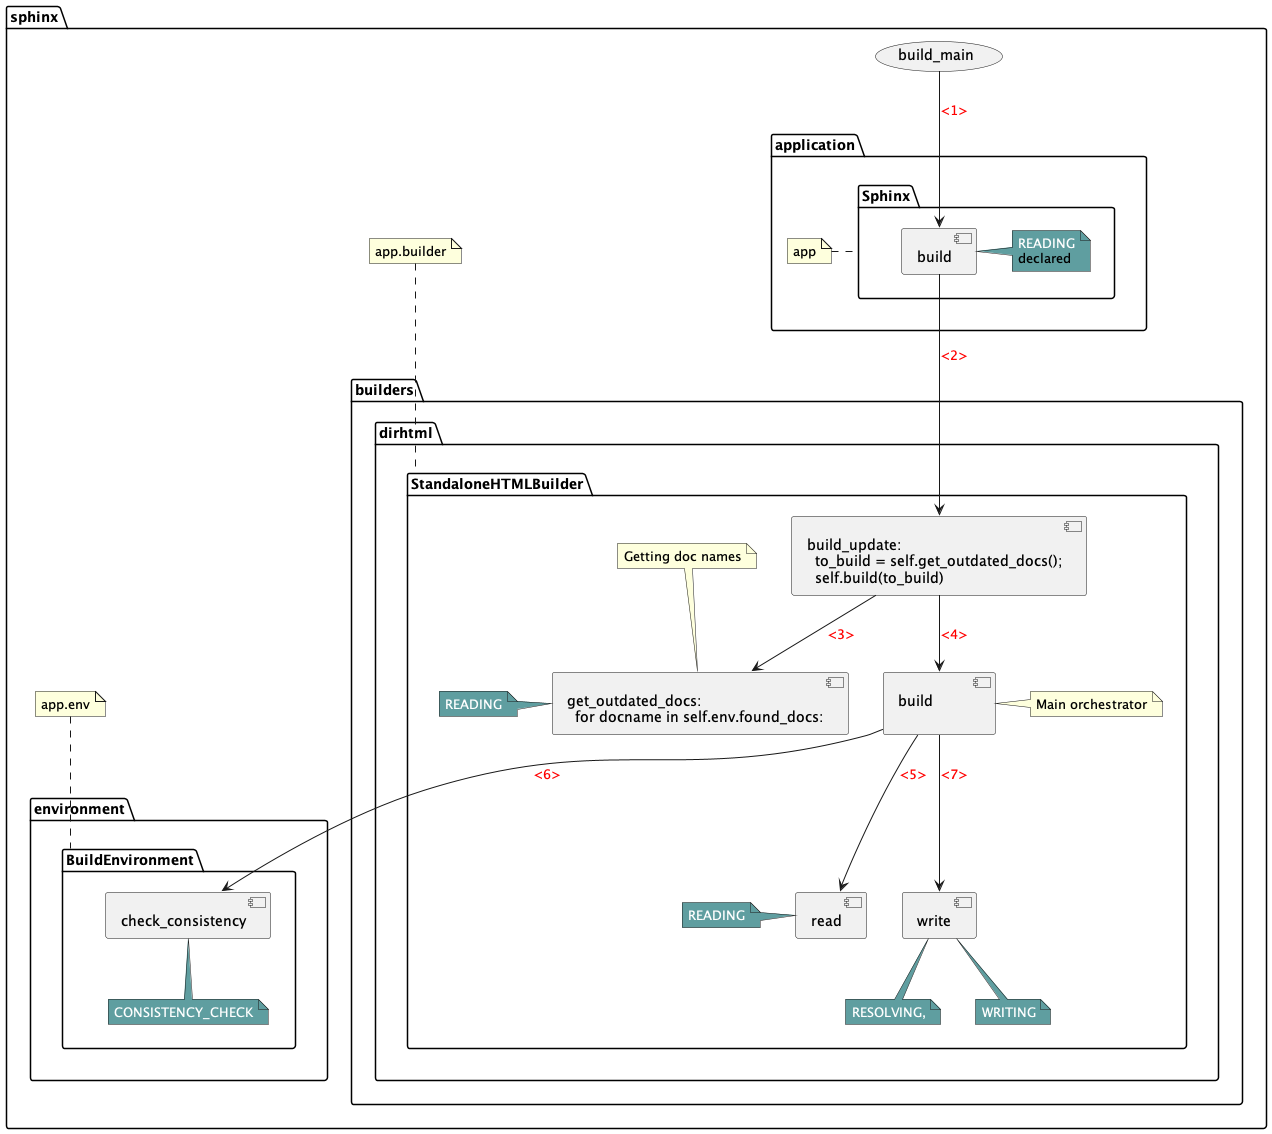 sphinx
build_main
<1>
application
Sphinx
app.builder
app
build
READING
declared
<2>
builders
dirhtml
StandaloneHTMLBuilder
build_update:
to_build = self.get_outdated_docs();
self.build(to_build)
Getting doc names
<3>
<4>
app.env
READING
get_outdated_docs:
for docname in self.env.found_docs:
build
Main orchestrator
<6>
<5>
<7>
environment
BuildEnvironment
check_consistency
READING
read
write
CONSISTENCY_CHECK
RESOLVING,
WRITING